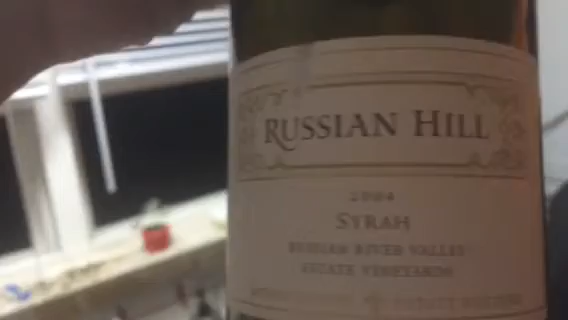 RUSSIAN HILL
2004
SYRAH
RUSSIAN RIVER VALLEY
ESTATE VINEYARDS